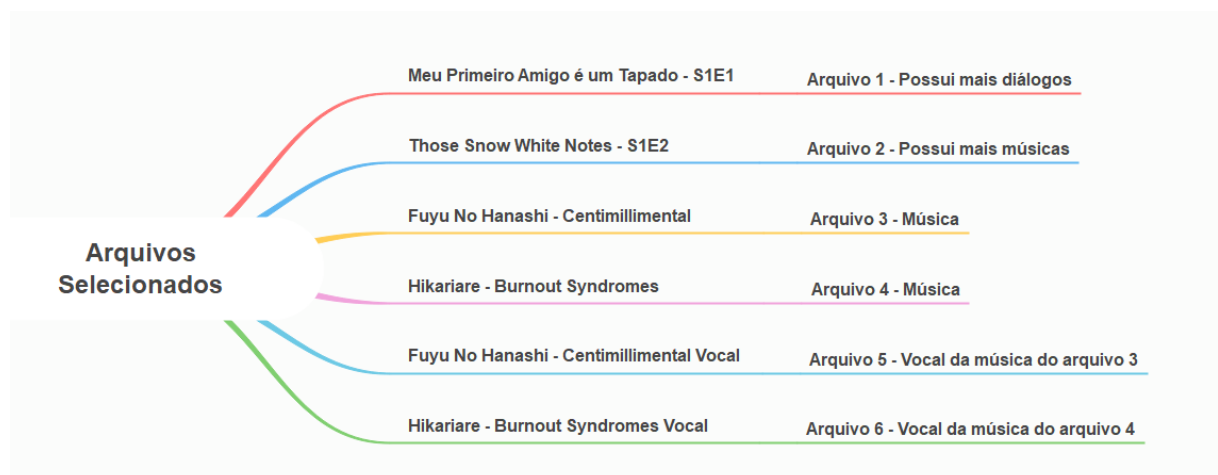 Arquivos
Selecionados
Meu Primeiro Amigo é um Tapado - S1E1
Arquivo 1 - Possui mais diálogos
Those Snow White Notes - S1E2
Arquivo 2 - Possui mais músicas
Fuyu No Hanashi - Centimillimental
Arquivo 3 - Música
Hikariare - Burnout Syndromes
Arquivo 4 - Música
Fuyu No Hanashi - Centimillimental Vocal
Arquivo 5 - Vocal da música do arquivo 3
Hikariare - Burnout Syndromes Vocal
Arquivo 6 - Vocal da música do arquivo 4